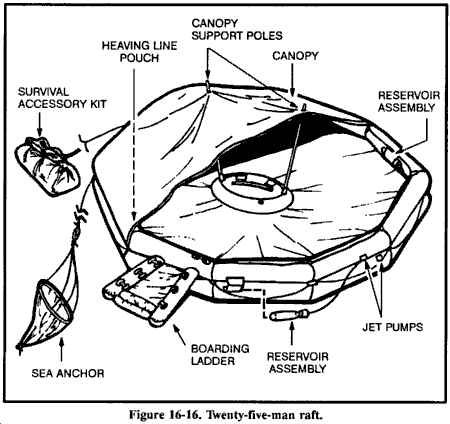 CANOPY
SUPPORT POLES
HEAVING LINE
POUCH
CANOPY
SURVIVAL
ACCESSORY KIT
RESERVOIR
ASSEMBLY
JET PUMPS
BOARDING
LADDER
RESERVOIR
ASSEMBLY
SEA ANCHOR
Figure 16-16. Twenty-five-man raft.